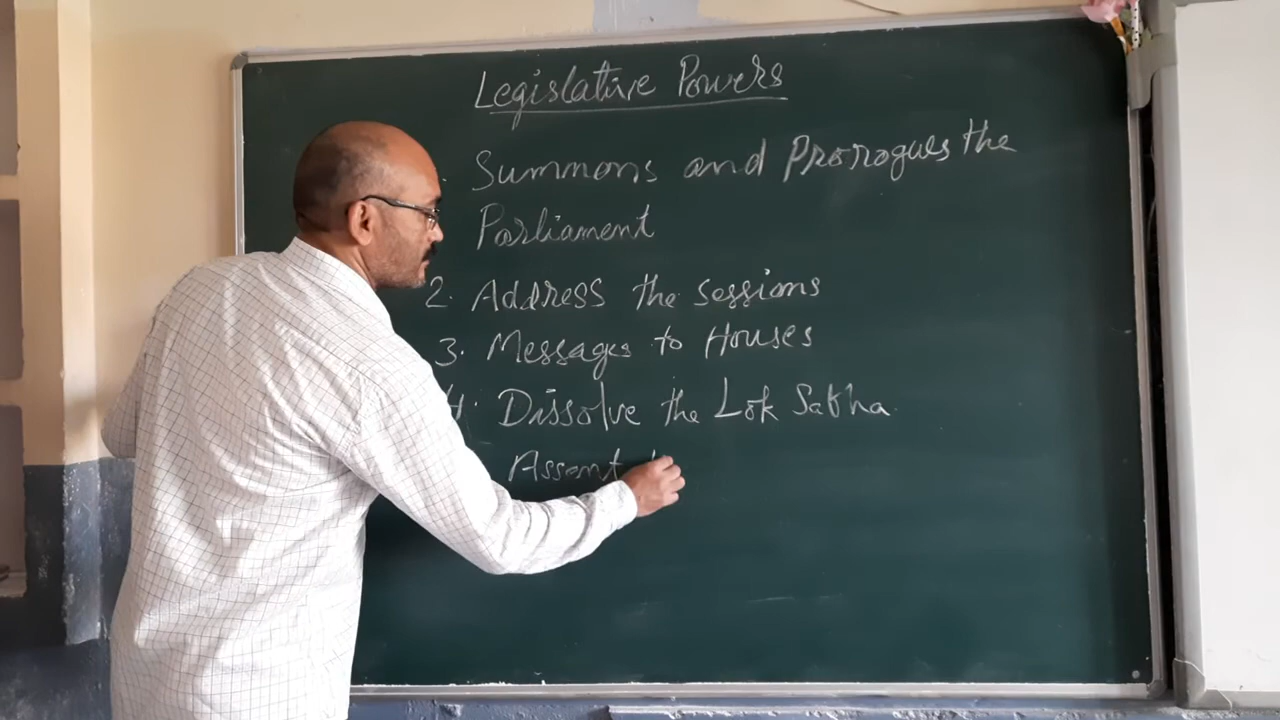 Legislative Powers
. Summons and Prorogues the
Parliament
2. Address the sessions
3. Messages to Houses
4. Dissolve the Lok Sabha.
Assent